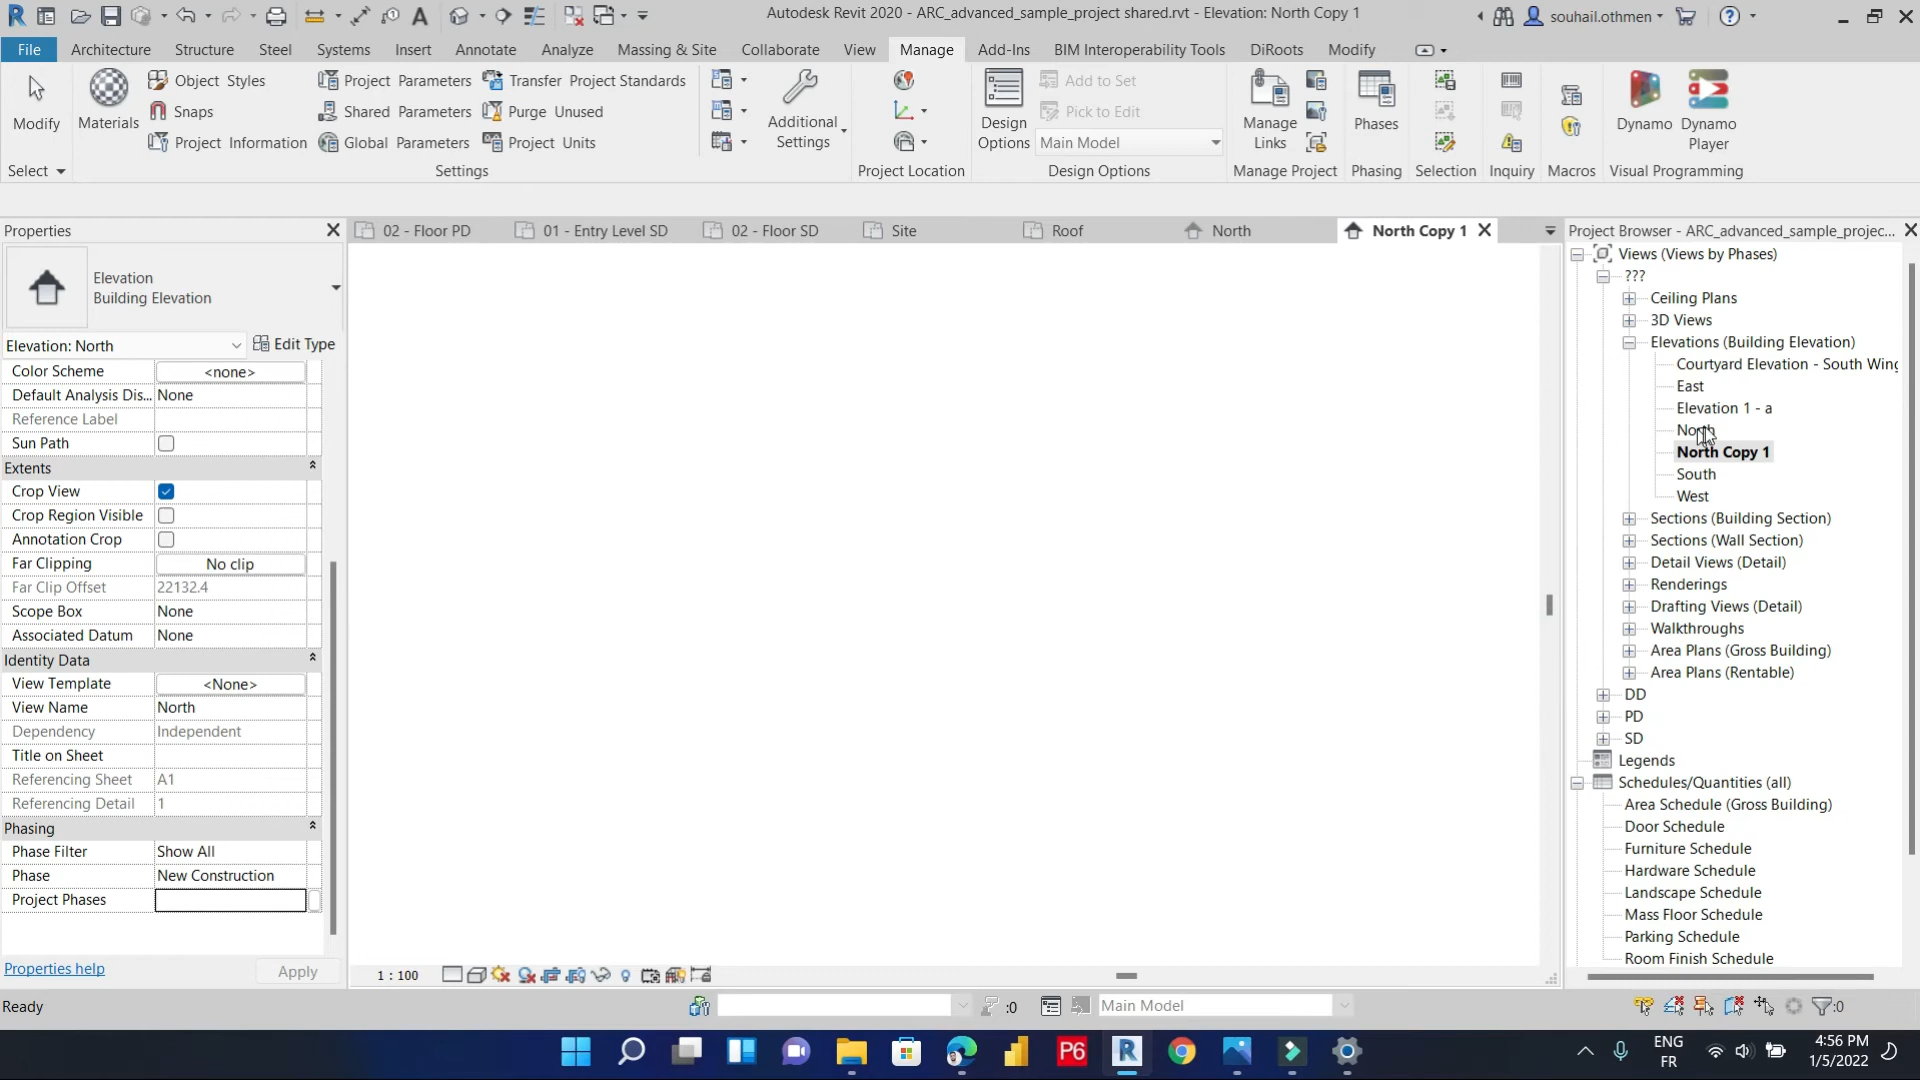 Autodesk Revit 2020 - ARC_advanced_sample_project shared.rvt - Elevation: North Copy 1
souhail.othmen
File Architecture Structure Steel Systems Insert Annotate Analyze Massing & Site Collaborate View Manage Add-Ins BIM Interoperability Tools DiRoots Modify
Modify
Materials
Object Styles
Snaps
Project Information
Project Parameters
Shared Parameters
Global Parameters
Transfer Project Standards
Purge Unused
Project Units
Additional Settings
Design Options
Add to Set
Pick to Edit
Main Model
Manage Links
Phases
Dynamo
Dynamo Player
Select Settings Project Location Design Options Manage Project Phasing Selection Inquiry Macros Visual Programming
Properties
02 - Floor PD 01 - Entry Level SD 02 - Floor SD Site Roof North North Copy 1
Elevation
Building Elevation
Elevation: North Edit Type
Color Scheme <none>
Default Analysis Dis... None
Reference Label
Sun Path
Extents
Crop View
Crop Region Visible
Annotation Crop
Far Clipping No clip
Far Clip Offset 22132.4
Scope Box None
Associated Datum None
Identity Data
View Template <None>
View Name North
Dependency Independent
Title on Sheet
Referencing Sheet A1
Referencing Detail 1
Phasing
Phase Filter Show All
Phase New Construction
Project Phases
Properties help Apply
1 : 100
Project Browser - ARC_advanced_sample_projec...
Views (Views by Phases)
???
Ceiling Plans
3D Views
Elevations (Building Elevation)
Courtyard Elevation - South Wing
East
Elevation 1 - a
North
North Copy 1
South
West
Sections (Building Section)
Sections (Wall Section)
Detail Views (Detail)
Renderings
Drafting Views (Detail)
Walkthroughs
Area Plans (Gross Building)
Area Plans (Rentable)
DD
PD
SD
Legends
Schedules/Quantities (all)
Area Schedule (Gross Building)
Door Schedule
Furniture Schedule
Hardware Schedule
Landscape Schedule
Mass Floor Schedule
Parking Schedule
Room Finish Schedule
Ready :0 Main Model :0
P6
R
ENG
FR
4:56 PM
1/5/2022